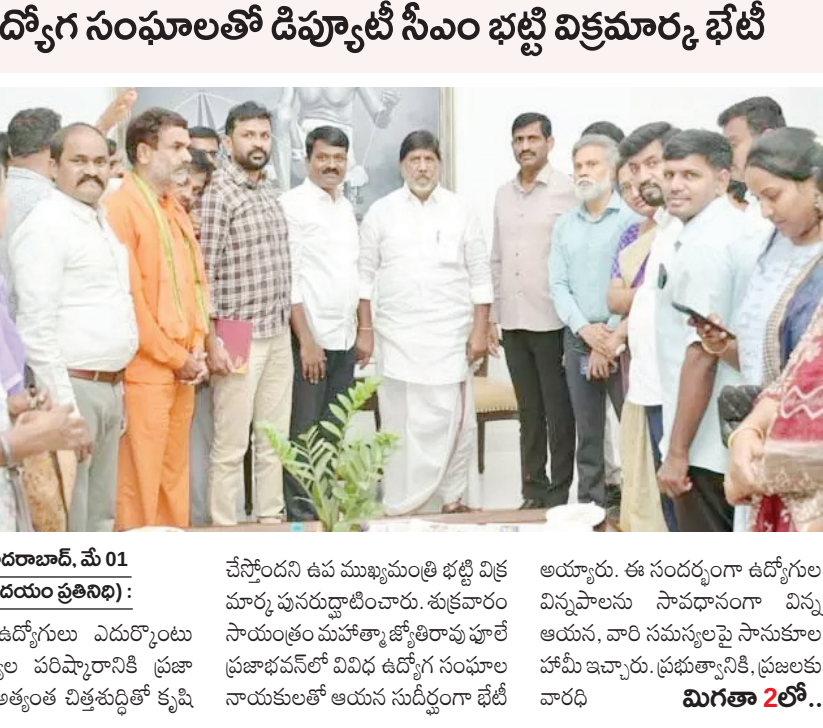 ద్యోగ సంఘాలతో డిప్యూటీ సీఎం భట్టి విక్రమార్క భేటీ
దరాబాద్, మే 01
దయం ప్రతినిధి) :
ఉద్యోగులు ఎదుర్కొంటు
ల పరిష్కారానికి ప్రజా
అత్యంత చిత్తశుద్ధితో కృషి
చేస్తోందని ఉప ముఖ్యమంత్రి భట్టి విక్ర
మార్క పునరుద్ఘాటించారు. శుక్రవారం
సాయంత్రం మహాత్మా జ్యోతిరావు పూలే
ప్రజాభవన్‌లో వివిధ ఉద్యోగ సంఘాల
నాయకులతో ఆయన సుదీర్ఘంగా భేటీ
అయ్యారు. ఈ సందర్భంగా ఉద్యోగుల
విన్నపాలను సావధానంగా విన్న
ఆయన, వారి సమస్యలపై సానుకూల
హామీ ఇచ్చారు. ప్రభుత్వానికి, ప్రజలకు
వారధి మిగతా 2లో..